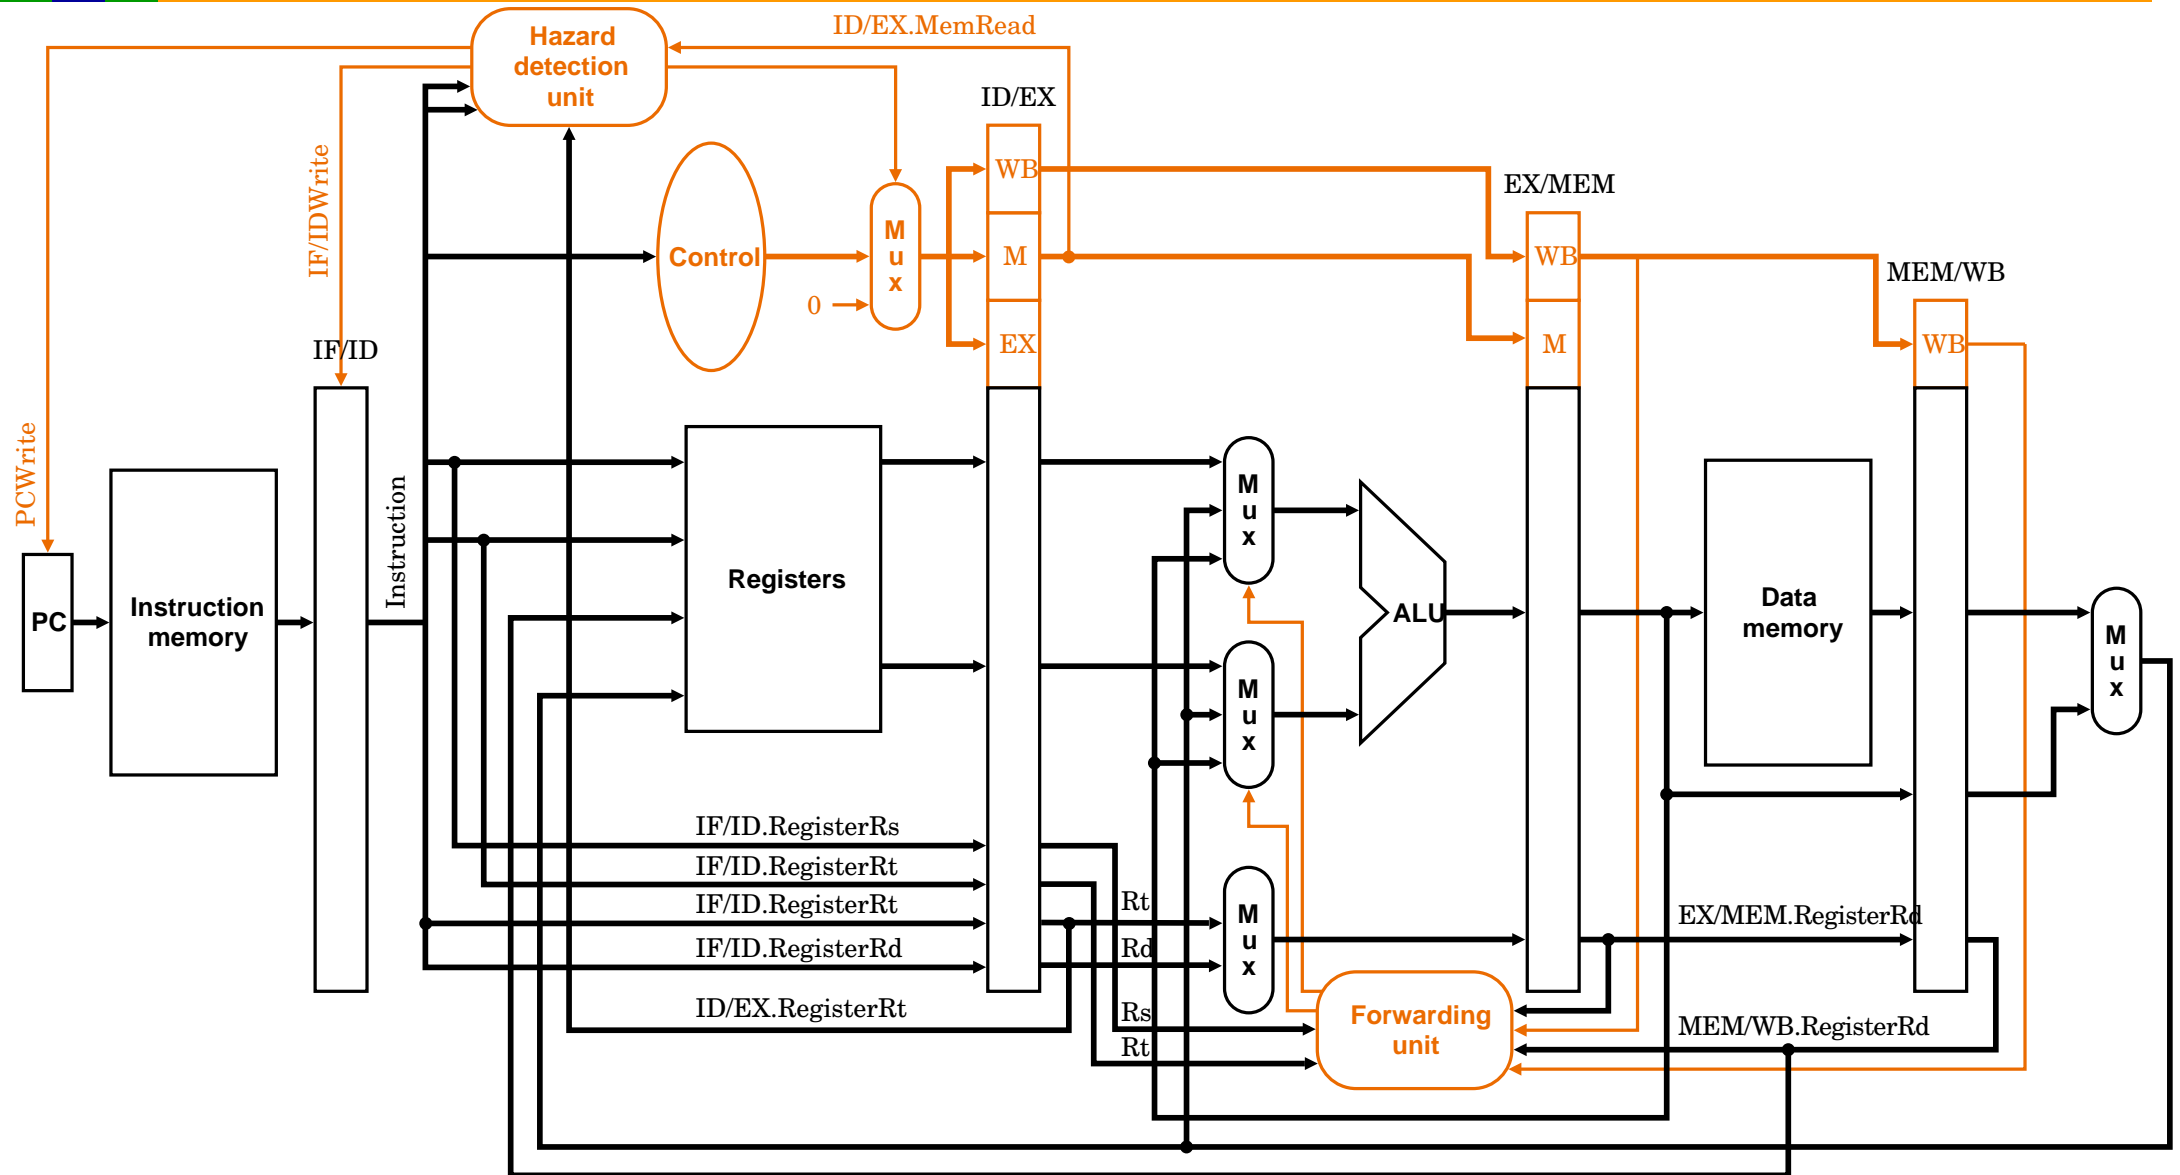 ID/EX.MemRead
Hazard
detection
unit
ID/EX
WB
IF/IDWrite
EX/MEM
Control
M
u
x
M
WB
MEM/WB
0
EX
M
WB
IF/ID
PCWrite
Instruction
M
u
x
PC
Instruction
memory
Registers
ALU
Data
memory
M
u
x
M
u
x
IF/ID.RegisterRs
IF/ID.RegisterRt
IF/ID.RegisterRt
IF/ID.RegisterRd
Rt
Rd
M
u
x
EX/MEM.RegisterRd
ID/EX.RegisterRt
Rs
Rt
Forwarding
unit
MEM/WB.RegisterRd